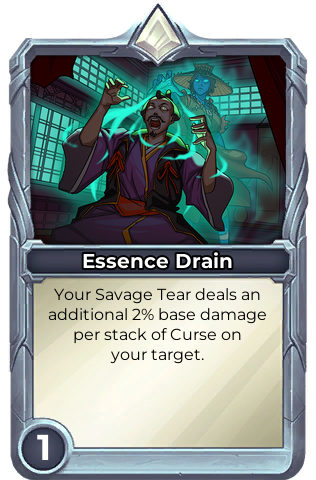 Essence Drain
Your Savage Tear deals an
additional 2% base damage
per stack of Curse on
your target.
1